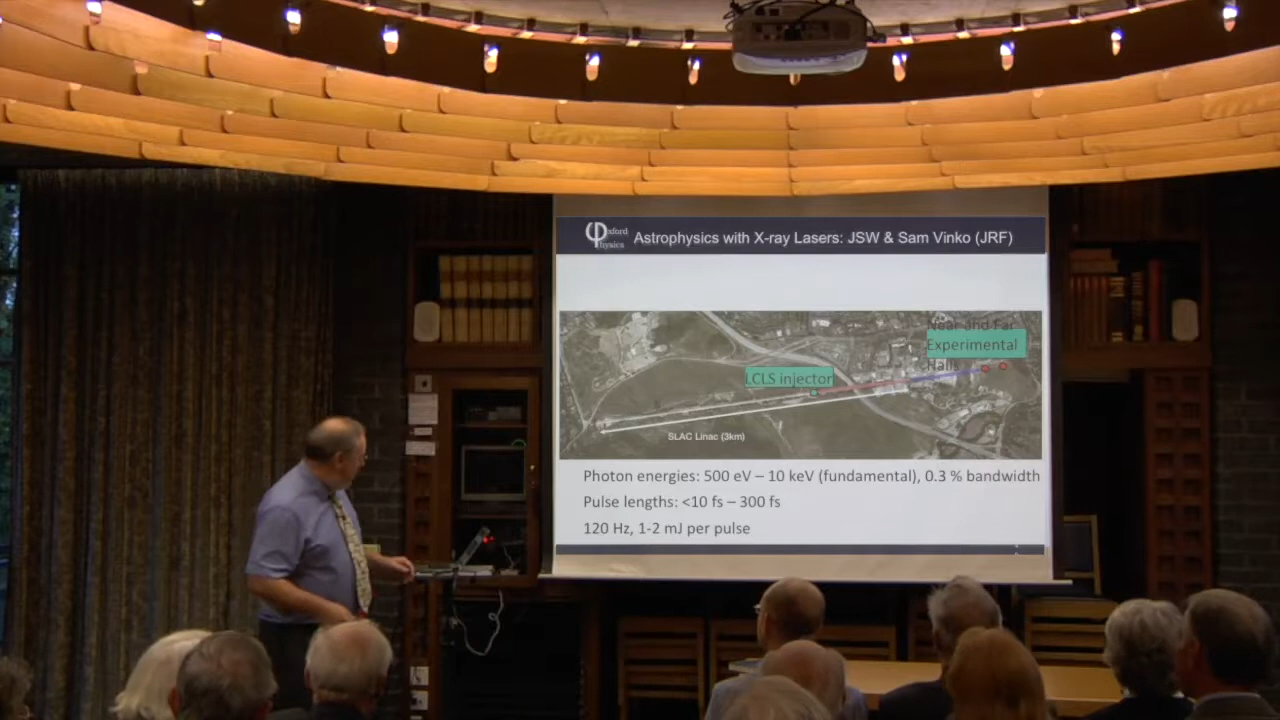 Oxford
Physics
Astrophysics with X-ray Lasers: JSW & Sam Vinko (JRF)
Near and Far
Experimental
Halls
LCLS injector
SLAC Linac (3km)
Photon energies: 500 eV – 10 keV (fundamental), 0.3 % bandwidth
Pulse lengths: <10 fs – 300 fs
120 Hz, 1-2 mJ per pulse